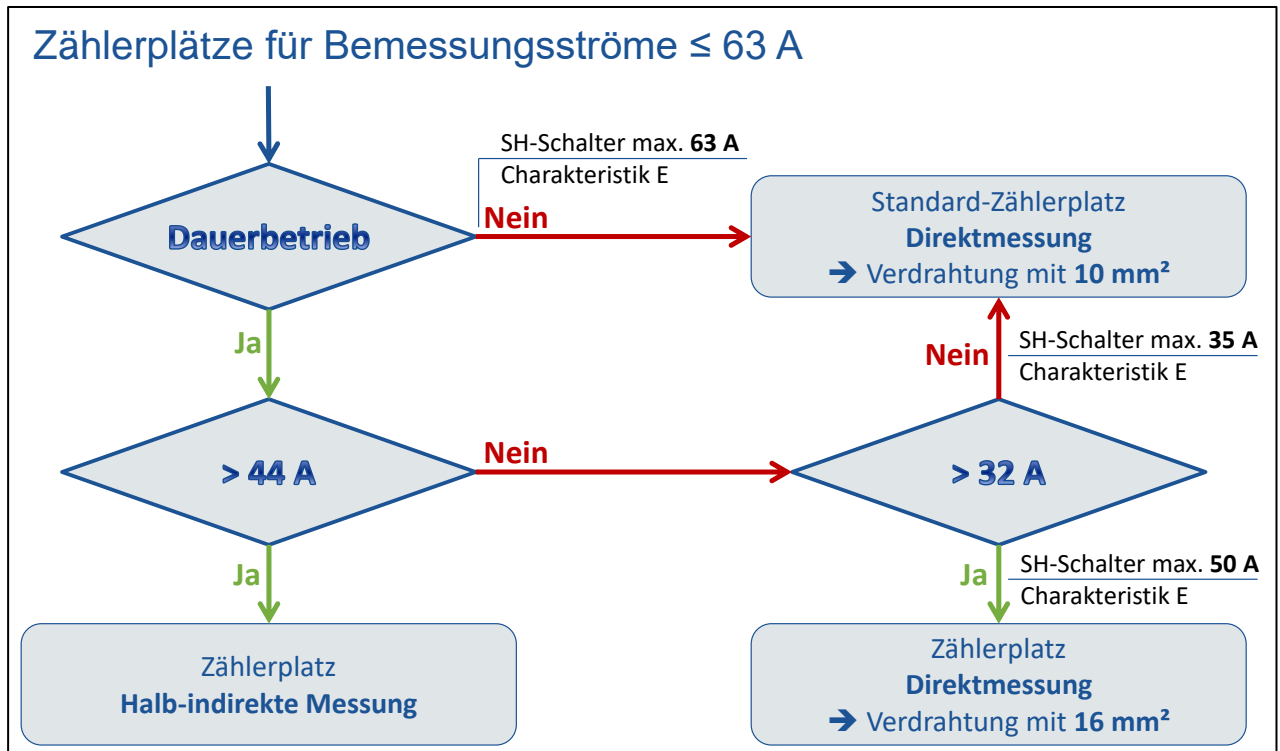 Zählerplätze für Bemessungsströme ≤ 63 A
SH-Schalter max. 63 A
Charakteristik E
Dauerbetrieb
Nein
Standard-Zählerplatz
Direktmessung
➔ Verdrahtung mit 10 mm²
Ja
Nein
SH-Schalter max. 35 A
Charakteristik E
> 44 A
Nein
> 32 A
Ja
Ja
SH-Schalter max. 50 A
Charakteristik E
Zählerplatz
Halb-indirekte Messung
Zählerplatz
Direktmessung
➔ Verdrahtung mit 16 mm²